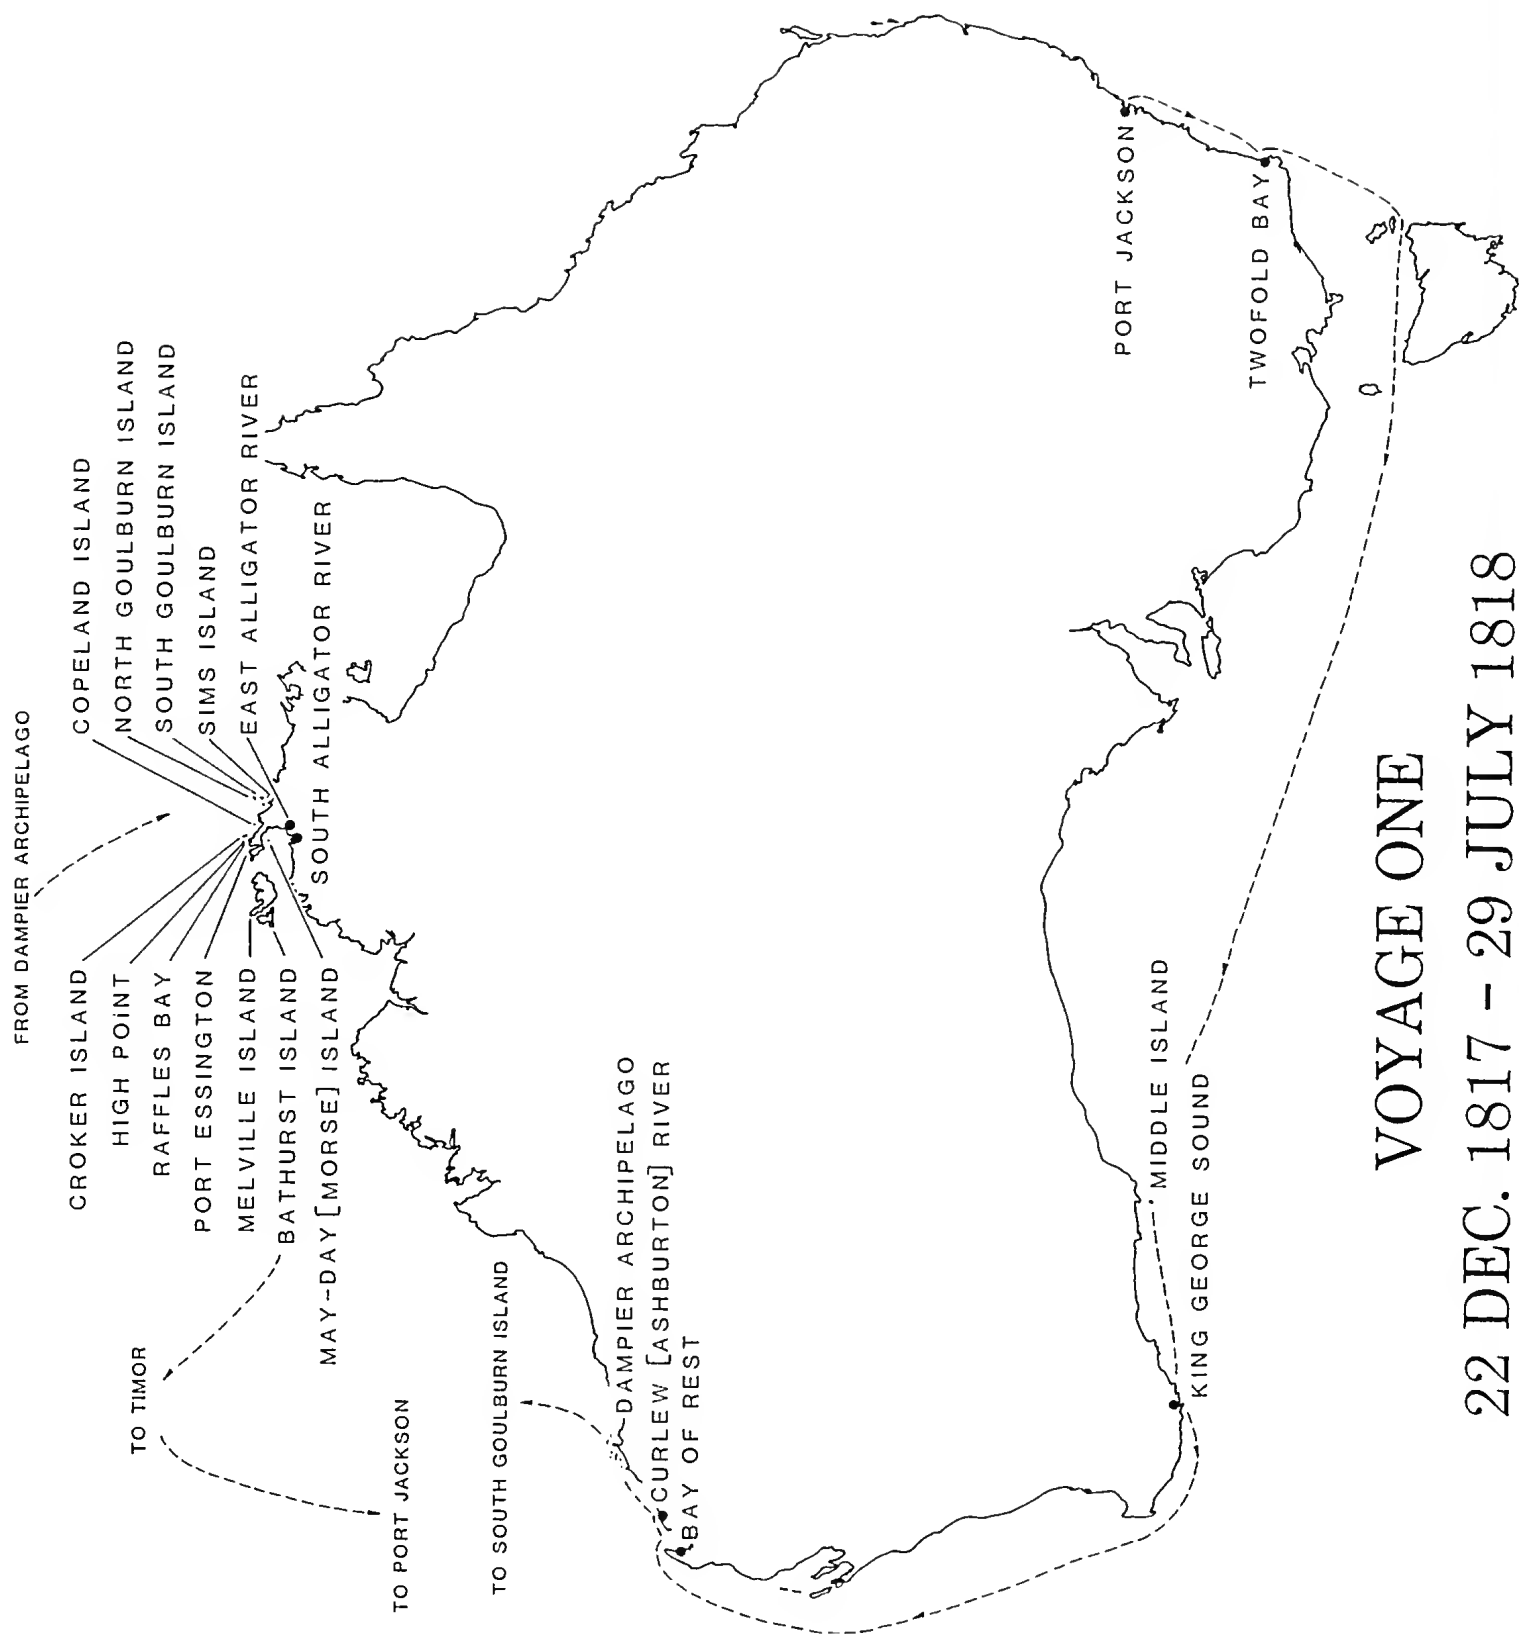 FROM DAMPIER ARCHIPELAGO
COPELAND ISLAND
NORTH GOULBURN ISLAND
SOUTH GOULBURN ISLAND
SIMS ISLAND
EAST ALLIGATOR RIVER
SOUTH ALLIGATOR RIVER
CROKER ISLAND
HIGH POiNT
RAFFLES BAY
PORT ESSINGTON
MELVILLE ISLAND
BATHURST ISLAND
MAY-DAY [MORSE] ISLAND
TO TIMOR
TO PORT JACKSON
TO SOUTH GOULBURN ISLAND
DAMPIER ARCHIPELAGO
CURLEW [ASHBURTON] RIVER
BAY OF REST
PORT JACKSON
TWOFOLD BAY
MIDDLE ISLAND
KING GEORGE SOUND
VOYAGE ONE
22 DEC. 1817 - 29 JULY 1818